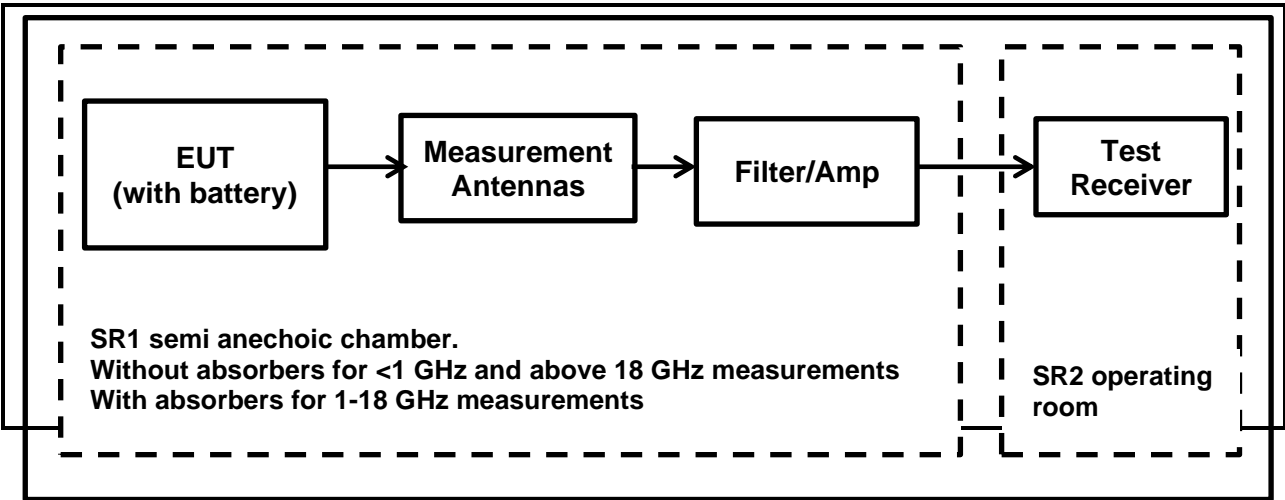 EUT
(with battery)
Measurement
Antennas
Filter/Amp
Test
Receiver
SR1 semi anechoic chamber.
Without absorbers for <1 GHz and above 18 GHz measurements
With absorbers for 1-18 GHz measurements
SR2 operating
room